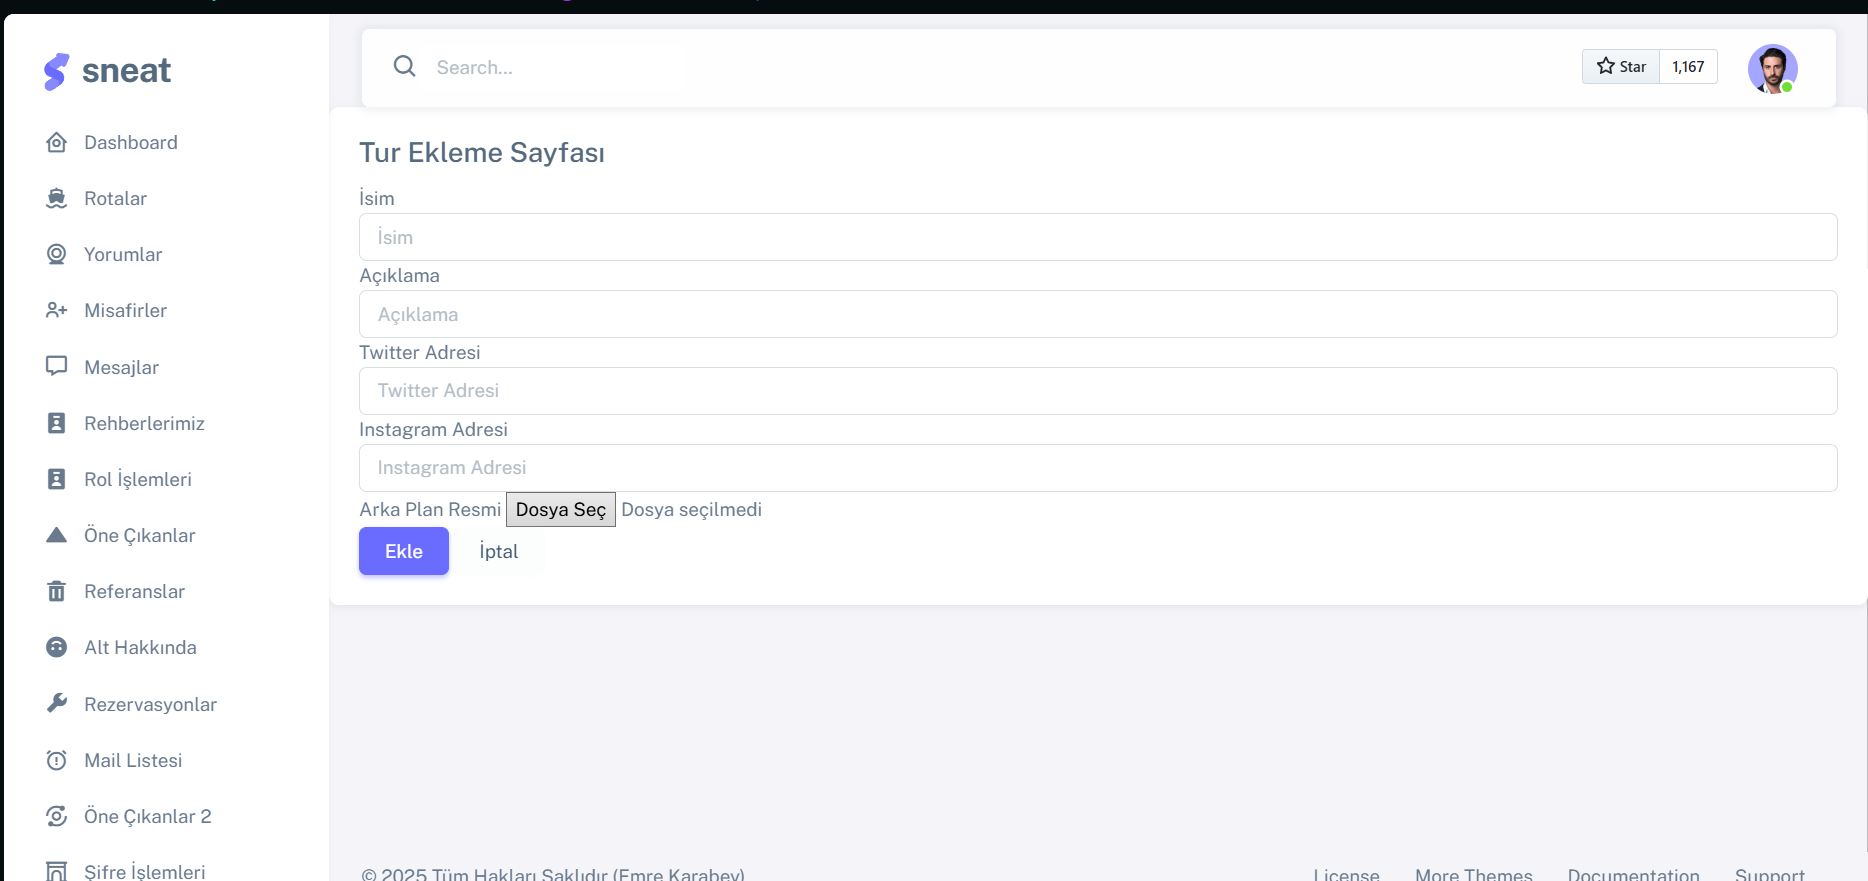 sneat
Dashboard
Rotalar
Yorumlar
Misafirler
Mesajlar
Rehberlerimiz
Rol İşlemleri
Öne Çıkanlar
Referanslar
Alt Hakkında
Rezervasyonlar
Mail Listesi
Öne Çıkanlar 2
Şifre İşlemleri
Search...
Star 1,167
Tur Ekleme Sayfası
İsim
İsim
Açıklama
Açıklama
Twitter Adresi
Twitter Adresi
Instagram Adresi
Instagram Adresi
Arka Plan Resmi Dosya Seç Dosya seçilmedi
Ekle İptal
© 2025 Tüm Hakları Saklıdır (Emre Karabey)
License More Themes Documentation Support